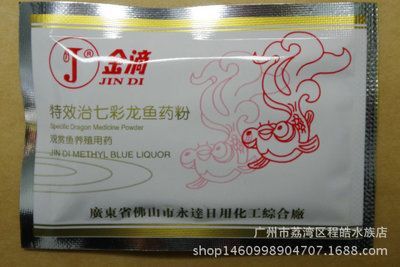 J®
金滴
JIN DI
特效治七彩龙鱼药粉
Specific Dragon Medicine Powder
观赏鱼养殖用药
JIN DI METHYL BLUE LIQUOR
廣東省佛山市永達日用化工綜合廠
广州市荔湾区程皓水族店
shop1460998904707.1688.com